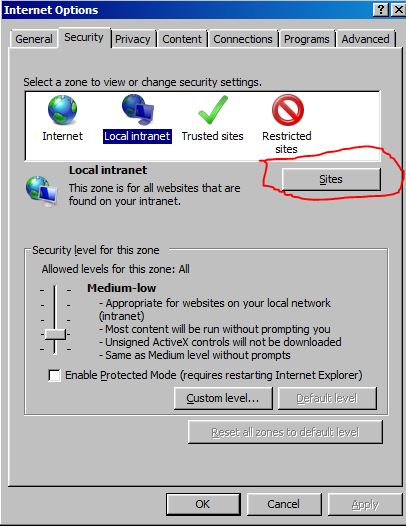 Internet Options
General Security Privacy Content Connections Programs Advanced
Select a zone to view or change security settings.
Internet Local intranet Trusted sites Restricted
sites
Local intranet
Sites
This zone is for all websites that are
found on your intranet.
Security level for this zone
Allowed levels for this zone: All
Medium-low
- Appropriate for websites on your local network
(intranet)
- Most content will be run without prompting you
- Unsigned ActiveX controls will not be downloaded
- Same as Medium level without prompts
Enable Protected Mode (requires restarting Internet Explorer)
Custom level... Default level
Reset all zones to default level
OK Cancel Apply